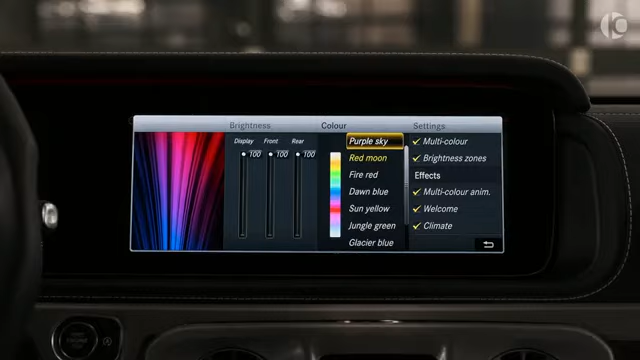 Brightness
Colour
Settings
Display
Front
Rear
100
100
100
Purple sky
Red moon
Fire red
Dawn blue
Sun yellow
Jungle green
Glacier blue
Multi-colour
Brightness zones
Effects
Multi-colour anim.
Welcome
Climate